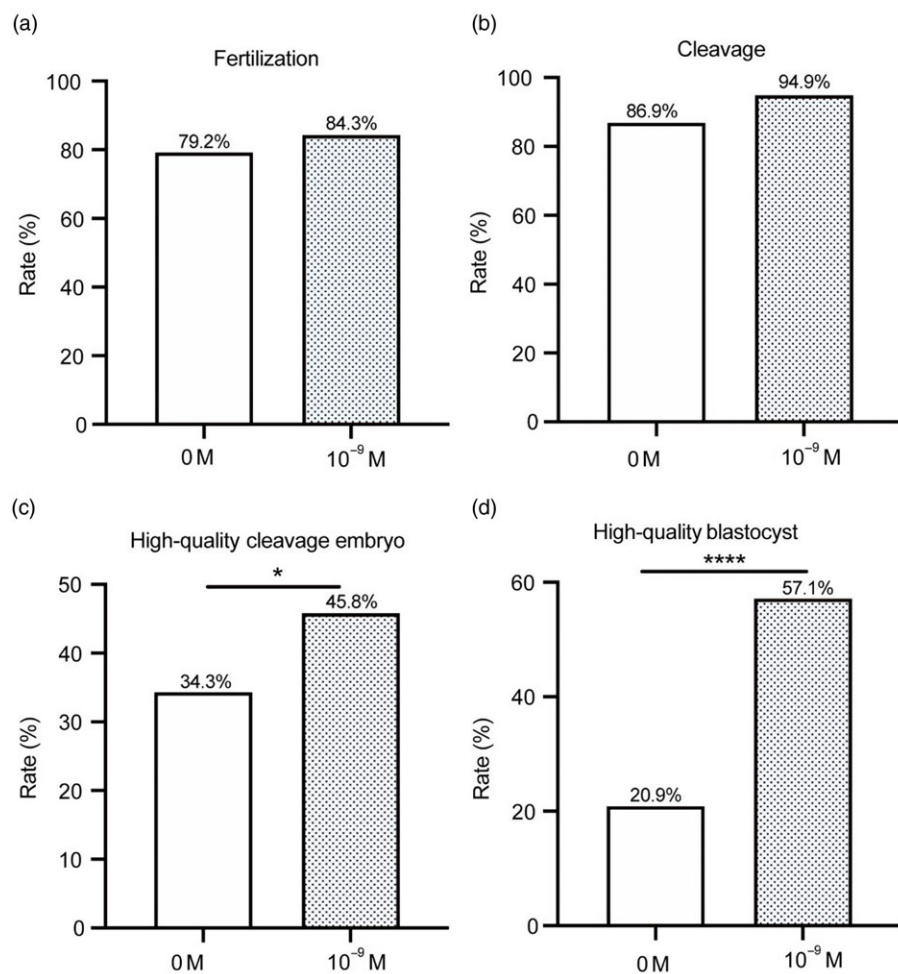 (a)
Fertilization
100
80
60
40
20
0
Rate (%)
79.2%
84.3%
0 M
10⁻⁹ M
(b)
Cleavage
100
80
60
40
20
0
Rate (%)
86.9%
94.9%
0 M
10⁻⁹ M
(c)
High-quality cleavage embryo
*
50
40
30
20
10
0
Rate (%)
34.3%
45.8%
0 M
10⁻⁹ M
(d)
High-quality blastocyst
****
60
40
20
0
Rate (%)
20.9%
57.1%
0 M
10⁻⁹ M